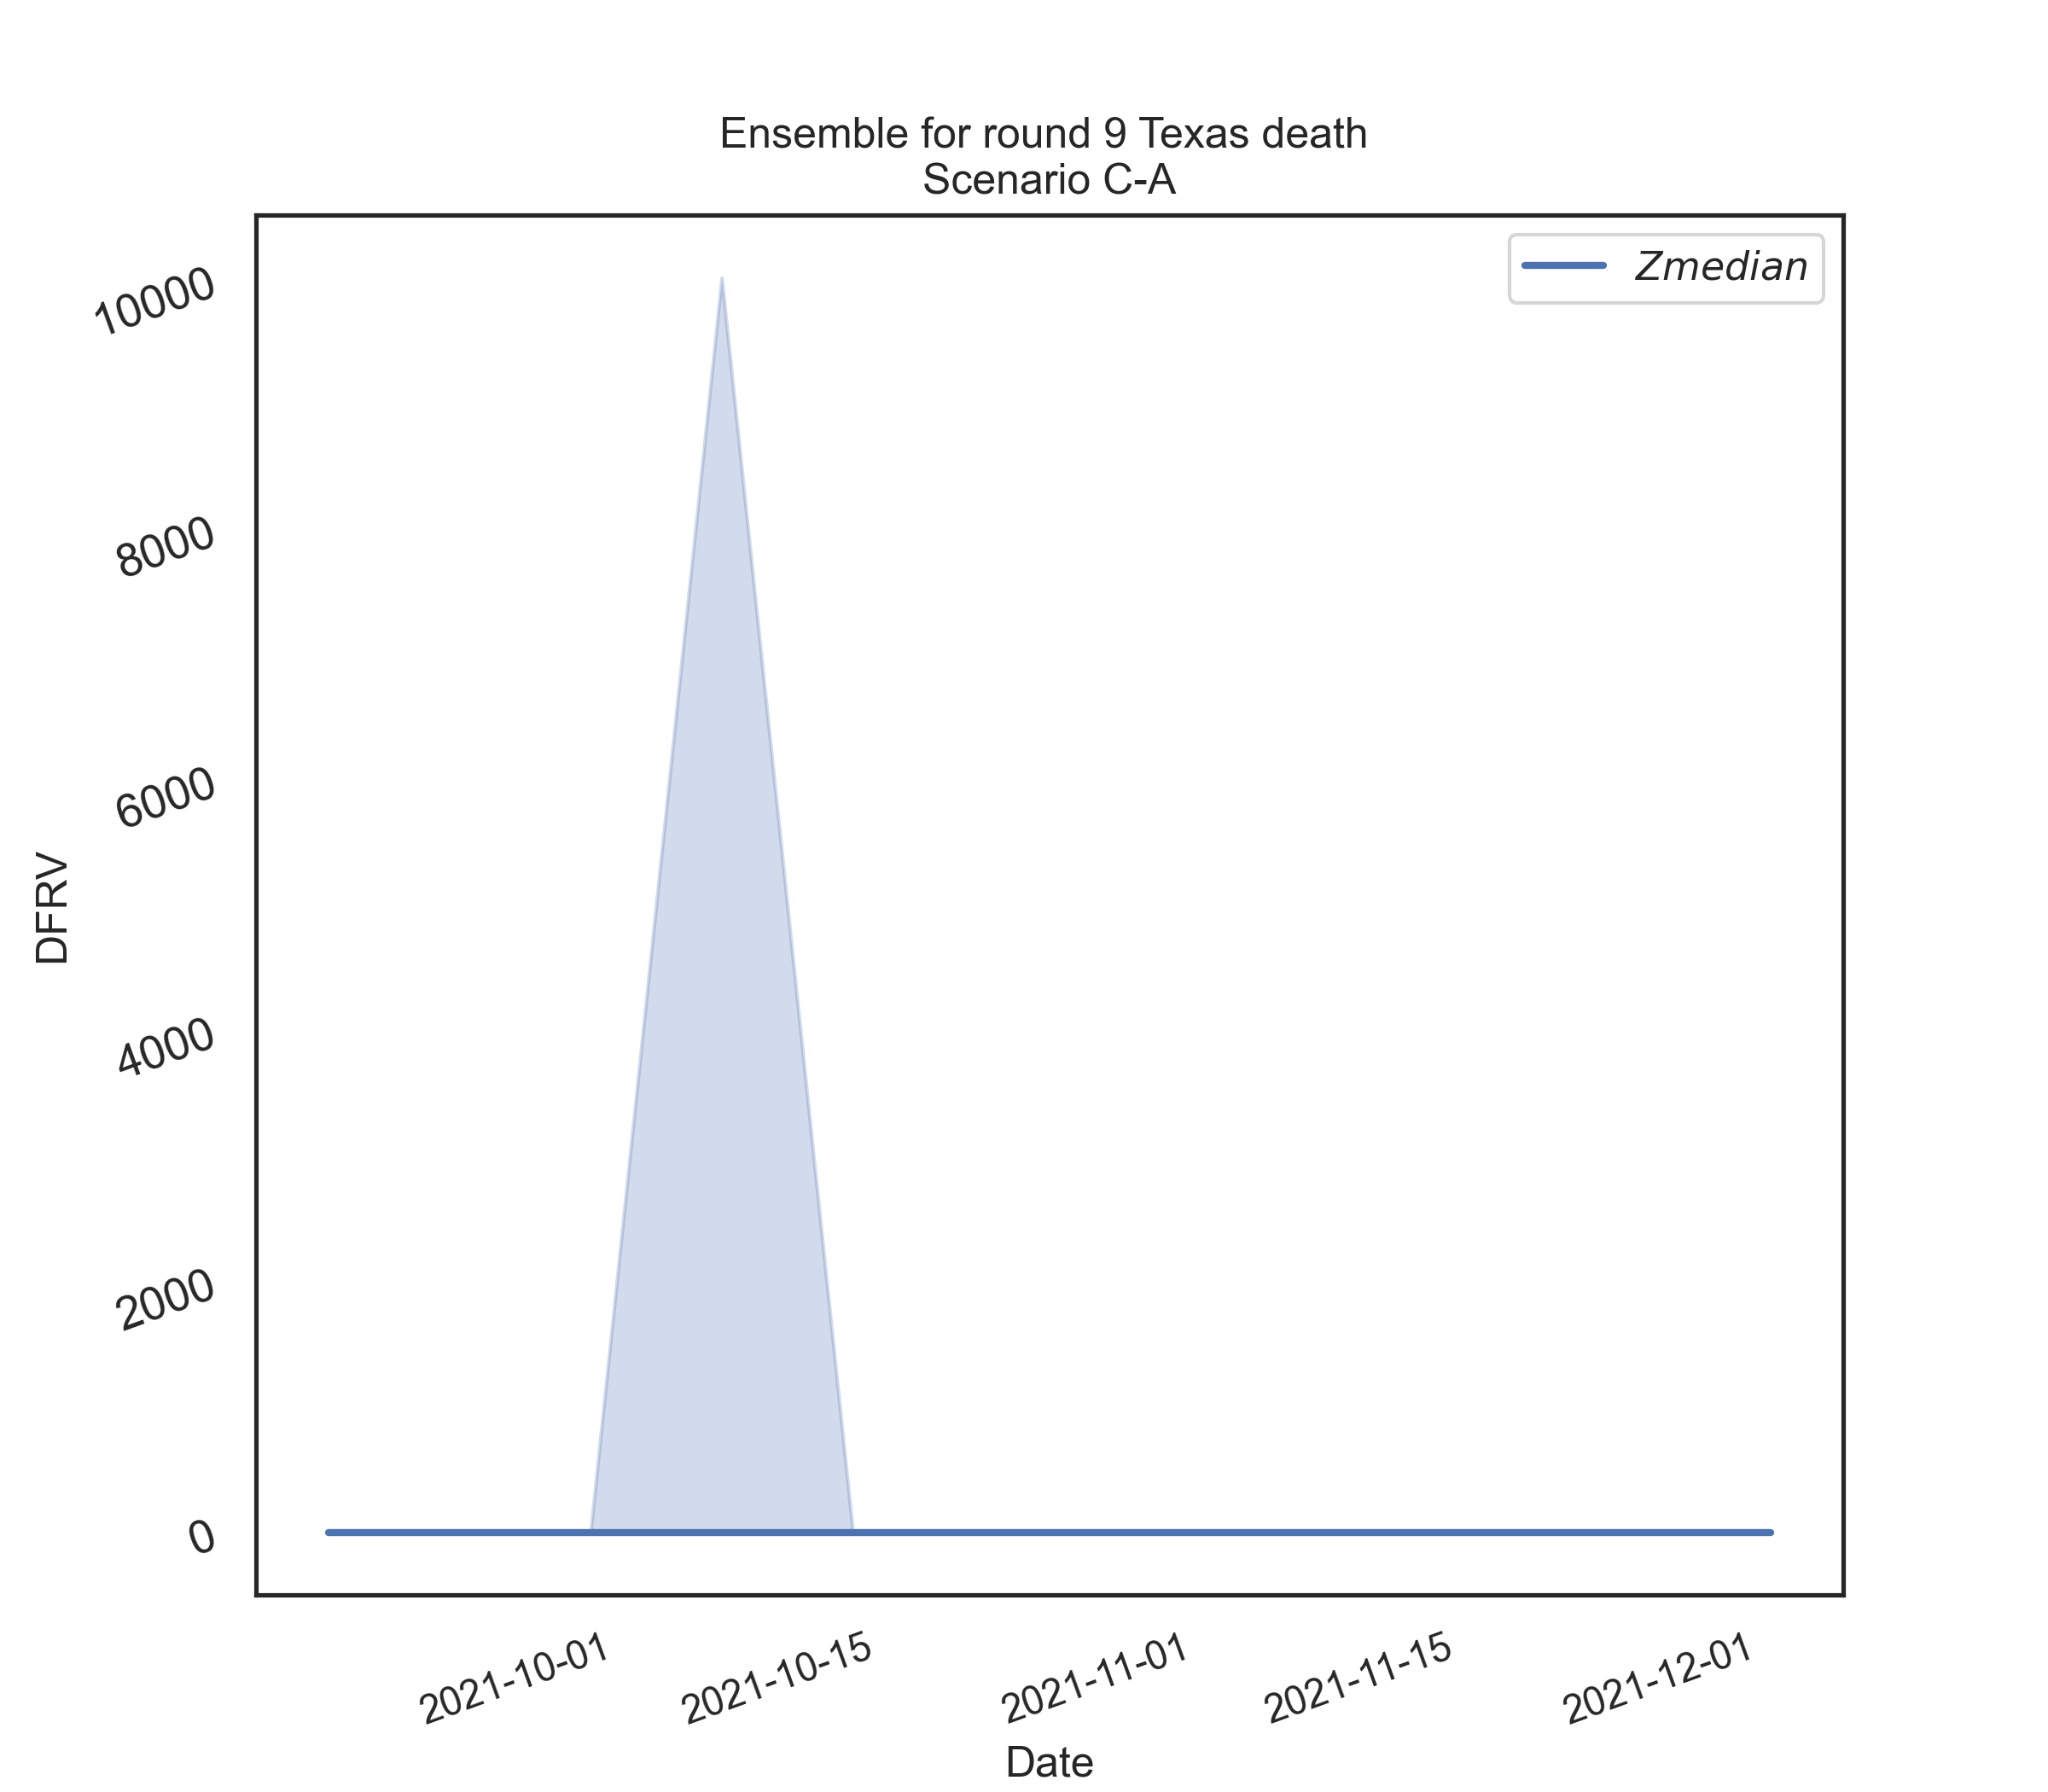 Ensemble for round 9 Texas death
Scenario C-A
Zmedian
10000
8000
6000
4000
2000
0
DFRV
2021-10-01
2021-10-15
2021-11-01
2021-11-15
2021-12-01
Date